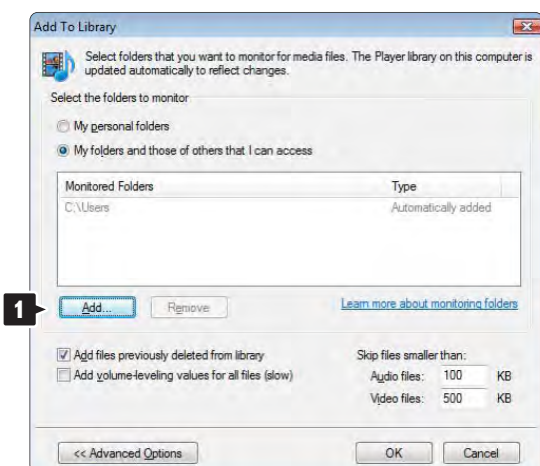 Add To Library
Select folders that you want to monitor for media files. The Player library on this computer is
updated automatically to reflect changes.
Select the folders to monitor
My personal folders
My folders and those of others that I can access
Monitored Folders Type
C:\Users Automatically added
1 Add... Remove Learn more about monitoring folders
Add files previously deleted from library Skip files smaller than:
Add volume-leveling values for all files (slow) Audio files: 100 KB
Video files: 500 KB
<< Advanced Options OK Cancel